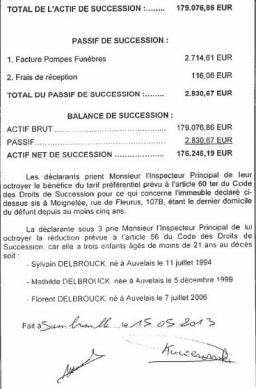 TOTAL DE L'ACTIF DE SUCCESSION :........ 179.076,86 EUR
PASSIF DE SUCCESSION :
1. Facture Pompes Funèbres 2.714,61 EUR
2. Frais de réception 116,06 EUR
TOTAL DU PASSIF DE SUCCESSION :........ 2.830,67 EUR
BALANCE DE SUCCESSION :
ACTIF BRUT ............................... 179.076,86 EUR
PASSIF..................................... 2.830,67 EUR
ACTIF NET DE SUCCESSION ............ 176.246,19 EUR
Les déclarants prient Monsieur l'Inspecteur Principal de leur
octroyer le bénéfice du tarif préférentiel prévu à l'article 60 ter du Code
des Droits de Succession pour ce qui concerne l'immeuble déclaré ci-
dessus sis à Moignelée, rue de Fleurus, 107B, étant le dernier domicile
du défunt depuis au moins cinq ans.
La déclarante sous 3 prie Monsieur l'Inspecteur Principal de lui
octroyer la réduction prévue à l'article 56 du Code des Droits de
Succession. car elle a trois enfants âgés de moins de 21 ans au décès
soit :
- Sylvain DELBROUCK, né à Auvelais le 11 juillet 1994
- Mathilde DELBROUCK, née à Auvelais le 5 décembre 1999
- Florent DELBROUCK, né à Auvelais le 7 juillet 2006
Fait à le 15 05 2013